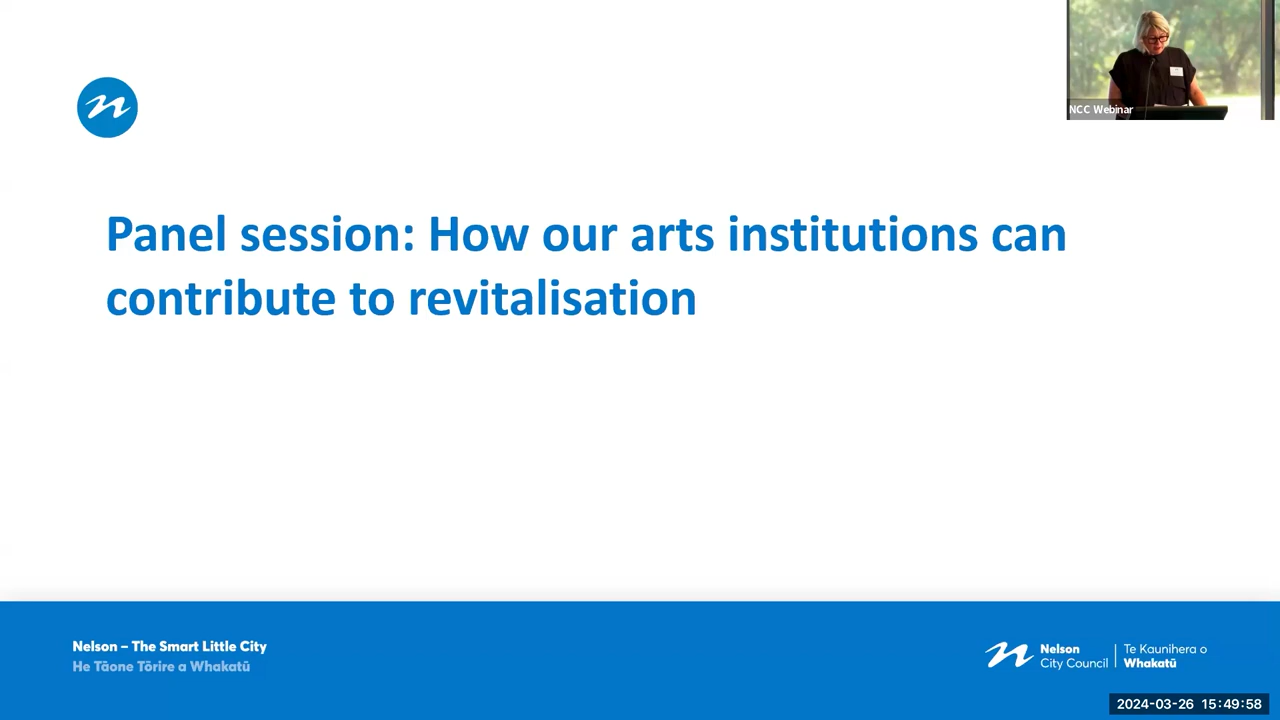 NCC Webinar
Panel session: How our arts institutions can
contribute to revitalisation
Nelson – The Smart Little City
He Tāone Tōrire a Whakatū
Nelson
City Council
Te Kaunihera o
Whakatū
2024-03-26 15:49:58